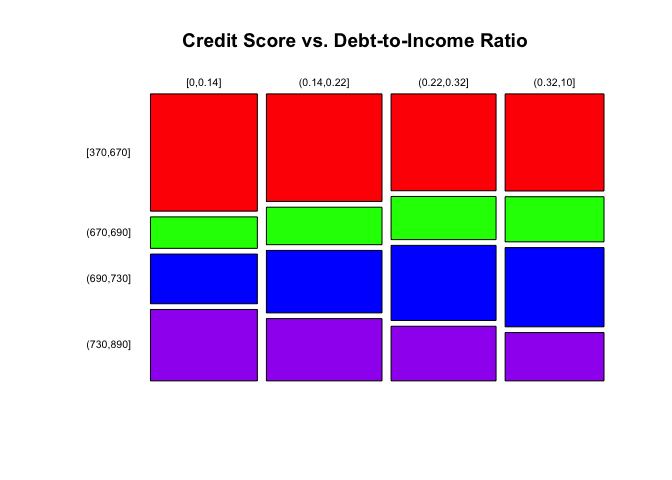 Credit Score vs. Debt-to-Income Ratio
[0,0.14] (0.14,0.22] (0.22,0.32] (0.32,10]
[370,670]
(670,690]
(690,730]
(730,890]